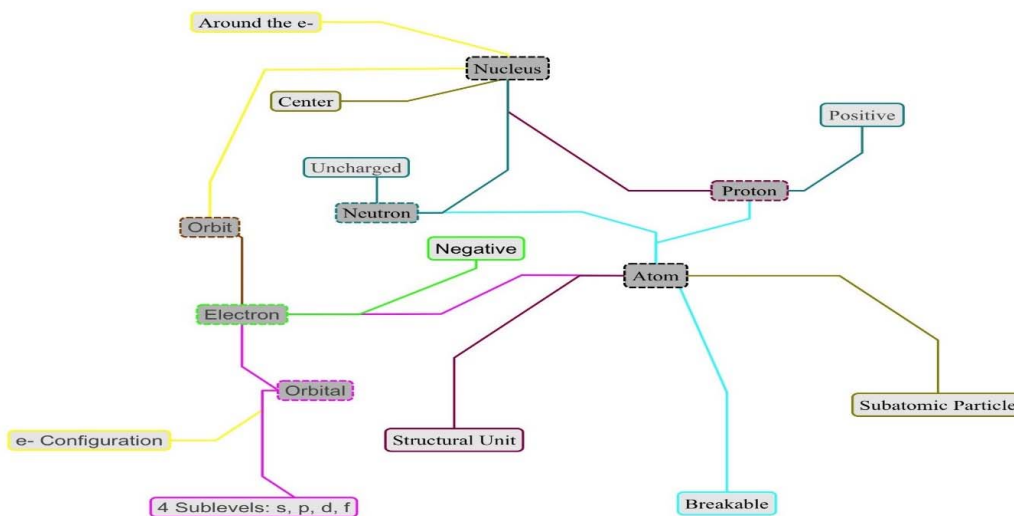 Around the e-
Nucleus
Center
Positive
Uncharged
Proton
Neutron
Orbit
Negative
Atom
Electron
Orbital
Subatomic Particle
e- Configuration
Structural Unit
Breakable
4 Sublevels: s, p, d, f